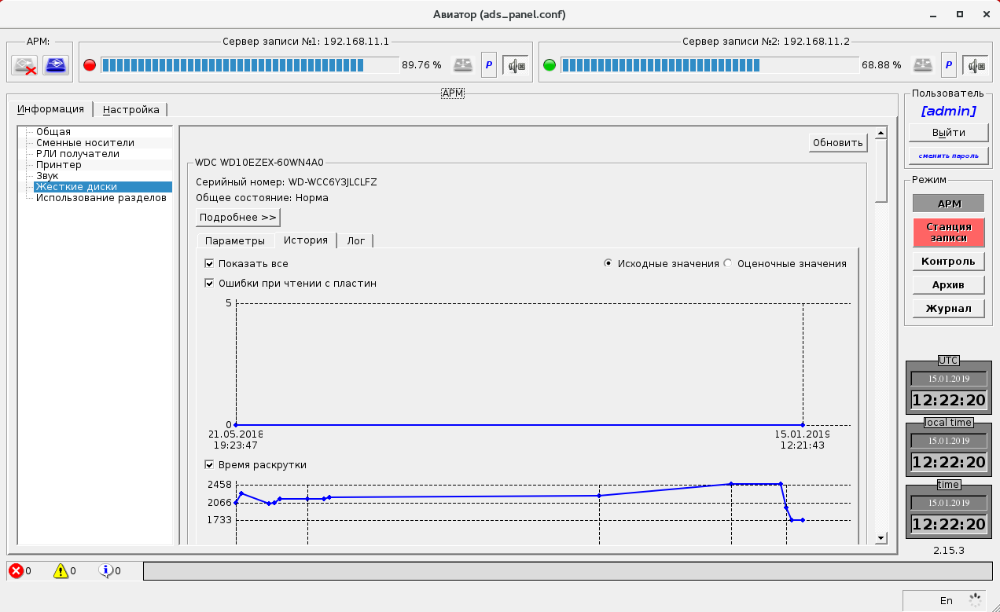 Авиатор (ads_panel.conf)
АРМ:
Сервер записи №1: 192.168.11.1
89.76 %
P
Сервер записи №2: 192.168.11.2
68.88 %
P
АРМ
Информация
Настройка
Общая
Сменные носители
РЛИ получатели
Принтер
Звук
Жесткие диски
Использование разделов
Обновить
WDC WD10EZEX-60WN4A0
Серийный номер: WD-WCC6Y3JLCLFZ
Общее состояние: Норма
Подробнее >>
Параметры
История
Лог
Показать все
Исходные значения
Оценочные значения
Ошибки при чтении с пластин
5
0
21.05.2018
19:23:47
15.01.2019
12:21:43
Время раскрутки
2458
2066
1733
Пользователь
[admin]
Выйти
сменить пароль
Режим
АРМ
Станция
записи
Контроль
Архив
Журнал
UTC
15.01.2019
12:22:20
local time
15.01.2019
12:22:20
time
15.01.2019
12:22:20
2.15.3
0
0
0
En